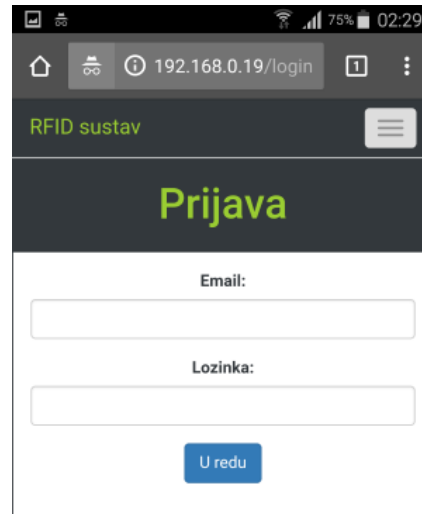 75% 02:29
192.168.0.19/login 1
RFID sustav
Prijava
Email:
Lozinka:
U redu